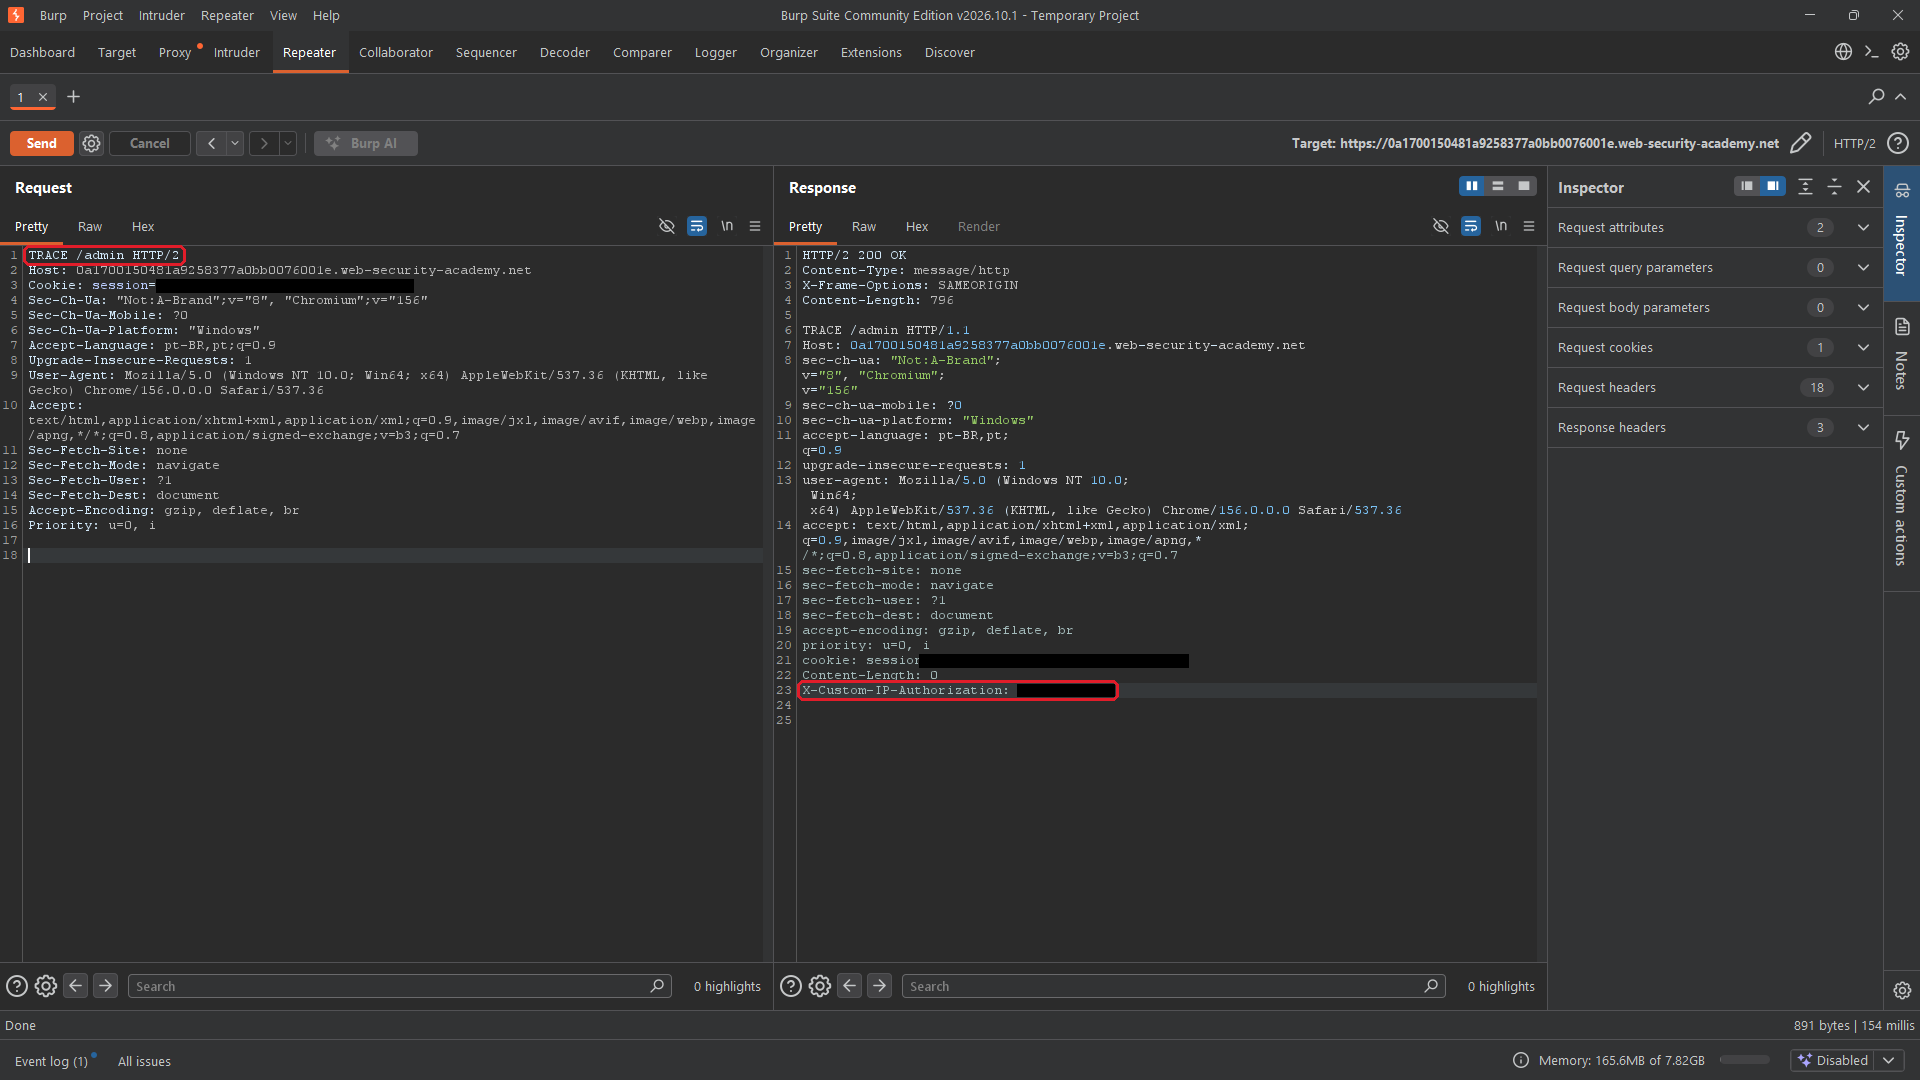 Burp Project Intruder Repeater View Help
Burp Suite Community Edition v2026.10.1 - Temporary Project
Dashboard Target Proxy Intruder Repeater Collaborator Sequencer Decoder Comparer Logger Organizer Extensions Discover
1
Send Cancel Burp AI
Target: https://0a1700150481a9258377a0bb0076001e.web-security-academy.net HTTP/2
Request
Pretty Raw Hex \n
1 TRACE /admin HTTP/2
2 Host: 0a1700150481a9258377a0bb0076001e.web-security-academy.net
3 Cookie: session=
4 Sec-Ch-Ua: "Not:A-Brand";v="8", "Chromium";v="156"
5 Sec-Ch-Ua-Mobile: ?0
6 Sec-Ch-Ua-Platform: "Windows"
7 Accept-Language: pt-BR,pt;q=0.9
8 Upgrade-Insecure-Requests: 1
9 User-Agent: Mozilla/5.0 (Windows NT 10.0; Win64; x64) AppleWebKit/537.36 (KHTML, like
Gecko) Chrome/156.0.0.0 Safari/537.36
10 Accept:
text/html,application/xhtml+xml,application/xml;q=0.9,image/jxl,image/avif,image/webp,image
/apng,*/*;q=0.8,application/signed-exchange;v=b3;q=0.7
11 Sec-Fetch-Site: none
12 Sec-Fetch-Mode: navigate
13 Sec-Fetch-User: ?1
14 Sec-Fetch-Dest: document
15 Accept-Encoding: gzip, deflate, br
16 Priority: u=0, i
17
18
Search 0 highlights
Response
Pretty Raw Hex Render \n
1 HTTP/2 200 OK
2 Content-Type: message/http
3 X-Frame-Options: SAMEORIGIN
4 Content-Length: 796
5
6 TRACE /admin HTTP/1.1
7 Host: 0a1700150481a9258377a0bb0076001e.web-security-academy.net
8 sec-ch-ua: "Not:A-Brand";
v="8", "Chromium";
v="156"
9 sec-ch-ua-mobile: ?0
10 sec-ch-ua-platform: "Windows"
11 accept-language: pt-BR,pt;
q=0.9
12 upgrade-insecure-requests: 1
13 user-agent: Mozilla/5.0 (Windows NT 10.0;
Win64;
x64) AppleWebKit/537.36 (KHTML, like Gecko) Chrome/156.0.0.0 Safari/537.36
14 accept: text/html,application/xhtml+xml,application/xml;
q=0.9,image/jxl,image/avif,image/webp,image/apng,*
/*;q=0.8,application/signed-exchange;v=b3;q=0.7
15 sec-fetch-site: none
16 sec-fetch-mode: navigate
17 sec-fetch-user: ?1
18 sec-fetch-dest: document
19 accept-encoding: gzip, deflate, br
20 priority: u=0, i
21 cookie: session
22 Content-Length: 0
23 X-Custom-IP-Authorization:
24
25
Search 0 highlights
Inspector
Request attributes 2
Request query parameters 0
Request body parameters 0
Request cookies 1
Request headers 18
Response headers 3
Inspector
Notes
Custom actions
Done
891 bytes | 154 millis
Event log (1) All issues
Memory: 165.6MB of 7.82GB
Disabled